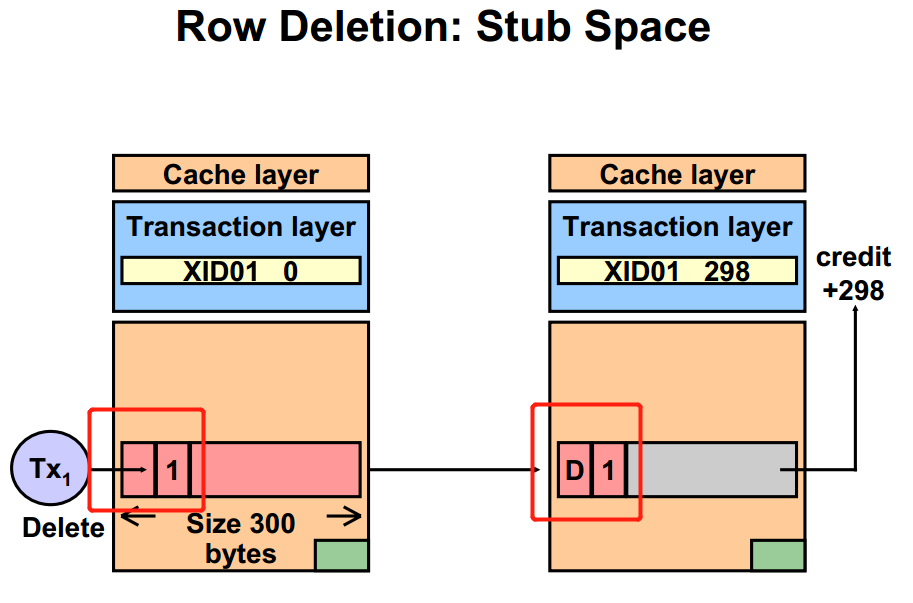 Row Deletion: Stub Space
Cache layer
Transaction layer
XID01 0
Tx1
Delete
1
Size 300
bytes
Cache layer
Transaction layer
XID01 298
credit
+298
D 1